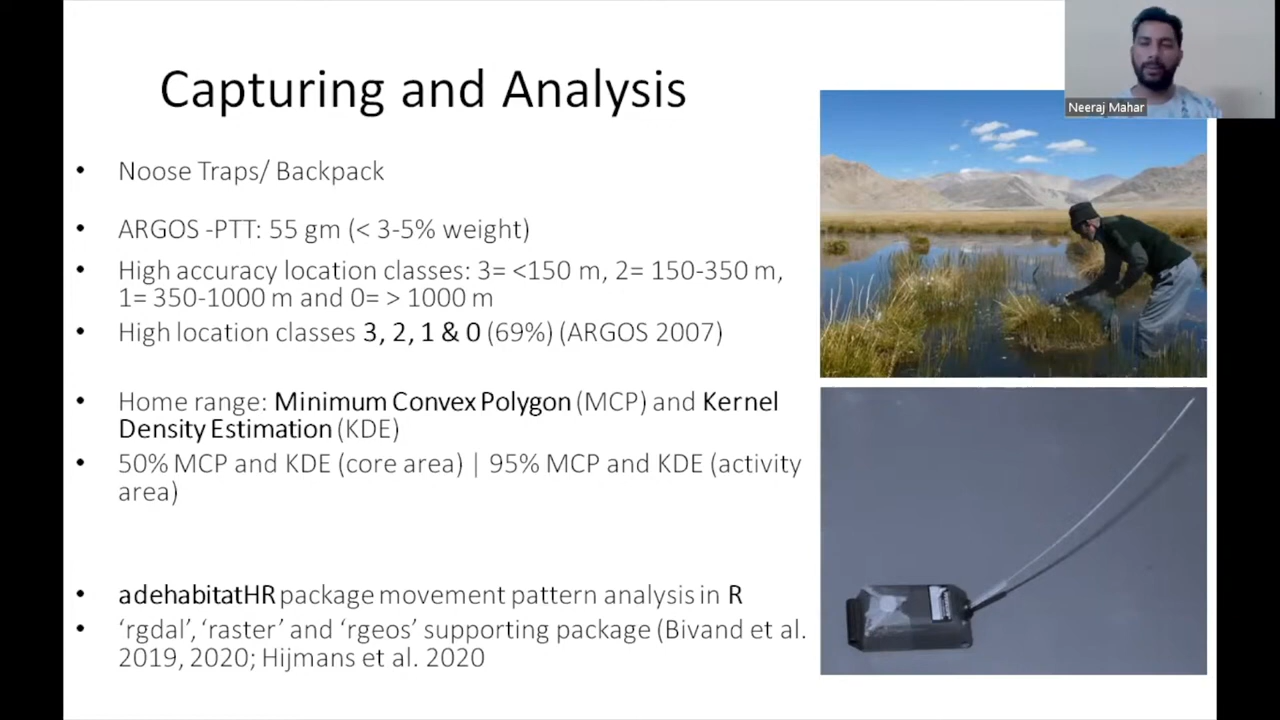 Capturing and Analysis
Neeraj Mahar
• Noose Traps/ Backpack
• ARGOS -PTT: 55 gm (< 3-5% weight)
• High accuracy location classes: 3= <150 m, 2= 150-350 m,
1= 350-1000 m and 0= > 1000 m
• High location classes 3, 2, 1 & 0 (69%) (ARGOS 2007)
• Home range: Minimum Convex Polygon (MCP) and Kernel
Density Estimation (KDE)
• 50% MCP and KDE (core area) | 95% MCP and KDE (activity
area)
• adehabitatHR package movement pattern analysis in R
• ‘rgdal’, ‘raster’ and ‘rgeos’ supporting package (Bivand et al.
2019, 2020; Hijmans et al. 2020